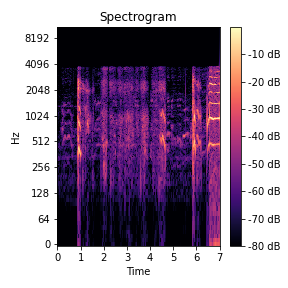 Spectrogram
8192
4096
2048
1024
512
256
128
64
0
Hz
0 1 2 3 4 5 6 7
Time
-10 dB
-20 dB
-30 dB
-40 dB
-50 dB
-60 dB
-70 dB
-80 dB